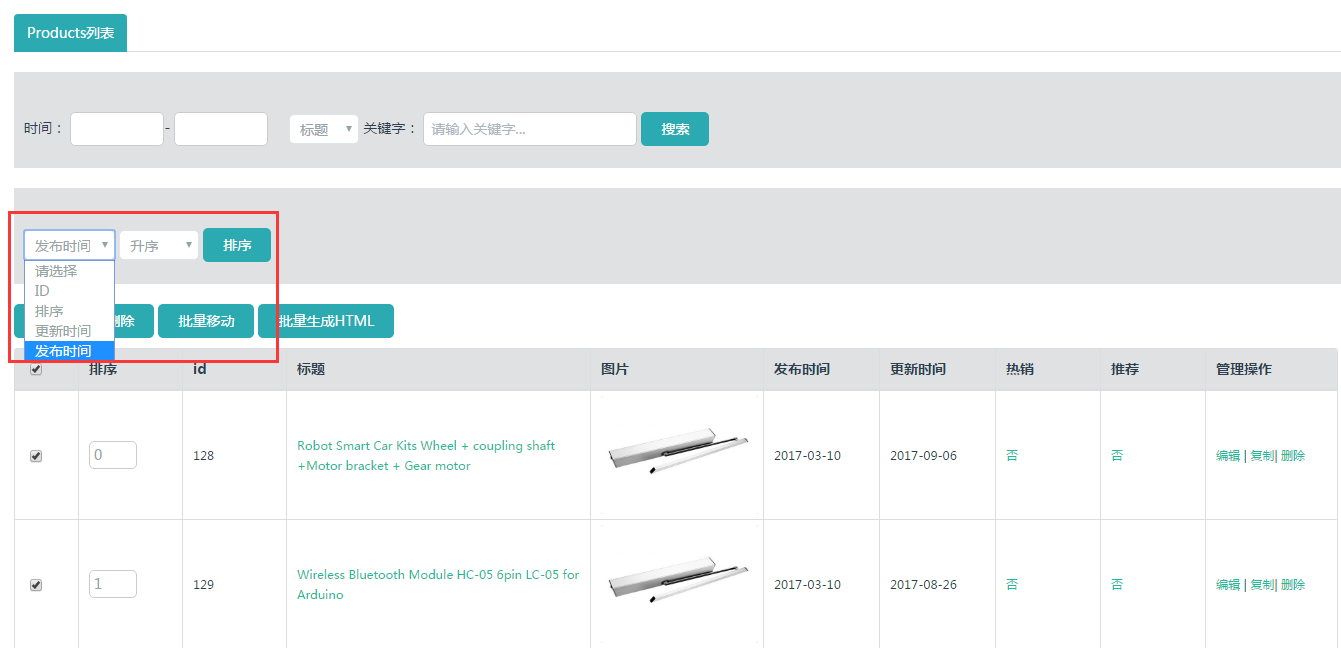 Products列表
时间： - 标题 关键字： 请输入关键字... 搜索
发布时间 升序 排序
请选择
ID
排序
更新时间
发布时间
删除 批量移动 批量生成HTML
排序 id 标题 图片 发布时间 更新时间 热销 推荐 管理操作
0 128 Robot Smart Car Kits Wheel + coupling shaft 2017-03-10 2017-09-06 否 否 编辑 | 复制| 删除
+Motor bracket + Gear motor
1 129 Wireless Bluetooth Module HC-05 6pin LC-05 for 2017-03-10 2017-08-26 否 否 编辑 | 复制| 删除
Arduino